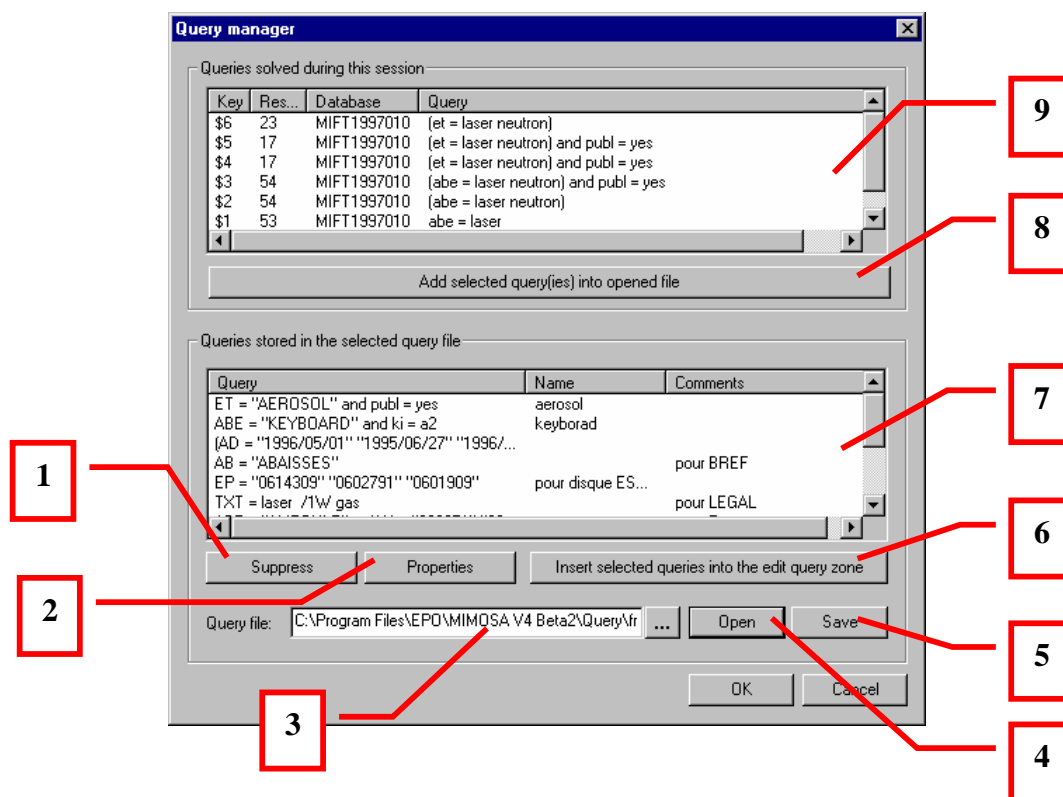 Query manager
Queries solved during this session
Key Res... Database Query
$6 23 MIFT1997010 (et = laser neutron)
$5 17 MIFT1997010 (et = laser neutron) and publ = yes
$4 17 MIFT1997010 (et = laser neutron) and publ = yes
$3 54 MIFT1997010 (abe = laser neutron) and publ = yes
$2 54 MIFT1997010 (abe = laser neutron)
$1 53 MIFT1997010 abe = laser
Add selected query(ies) into opened file
Queries stored in the selected query file
Query Name Comments
ET = "AEROSOL" and publ = yes aerosol
ABE = "KEYBOARD" and ki = a2 keyborad
(AD = "1996/05/01" "1995/06/27" "1996/...
AB = "ABAISSES" pour BREF
EP = "0614309" "0602791" "0601909" pour disque ES...
TXT = laser /1W gas pour LEGAL
Suppress Properties Insert selected queries into the edit query zone
Query file: C:\Program Files\EPO\MIMOSA V4 Beta2\Query\fr ... Open Save
OK Cancel
9
8
7
1
6
2
5
3
4